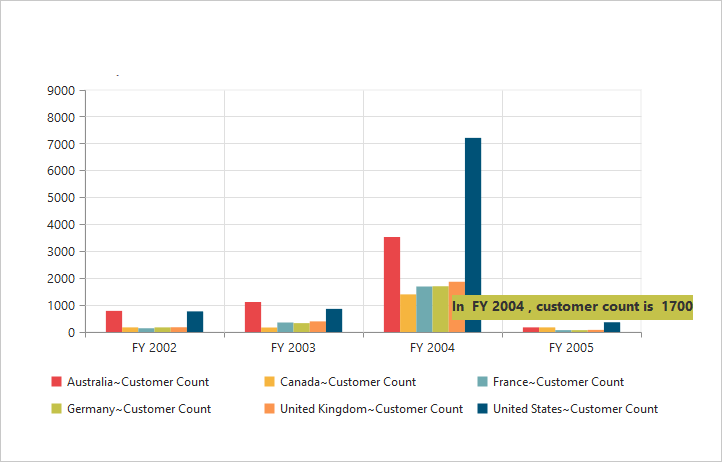 9000
8000
7000
6000
5000
4000
3000
2000
1000
0
In FY 2004 , customer count is 1700
FY 2002 FY 2003 FY 2004 FY 2005
Australia~Customer Count Canada~Customer Count France~Customer Count
Germany~Customer Count United Kingdom~Customer Count United States~Customer Count